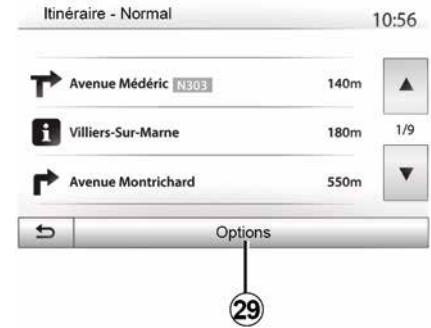 Itinéraire - Normal 10:56
Avenue Médéric N303 140m
Villiers-Sur-Marne 180m 1/9
Avenue Montrichard 550m
Options
29